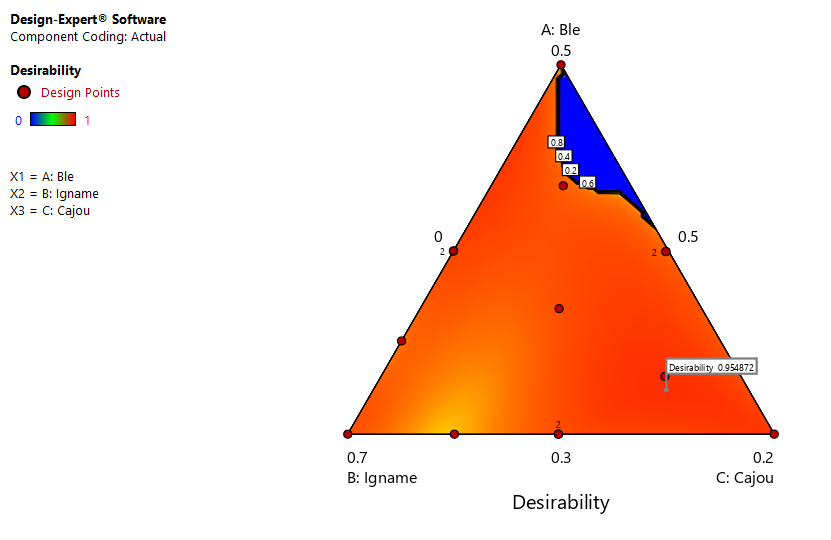 Design-Expert® Software
Component Coding: Actual
Desirability
Design Points
0 1
X1 = A: Ble
X2 = B: Igname
X3 = C: Cajou
A: Ble
0.5
0.8
0.4
0.2
0.6
0
2
0.5
2
Desirability 0.954872
2
0.7
0.3
0.2
B: Igname
C: Cajou
Desirability